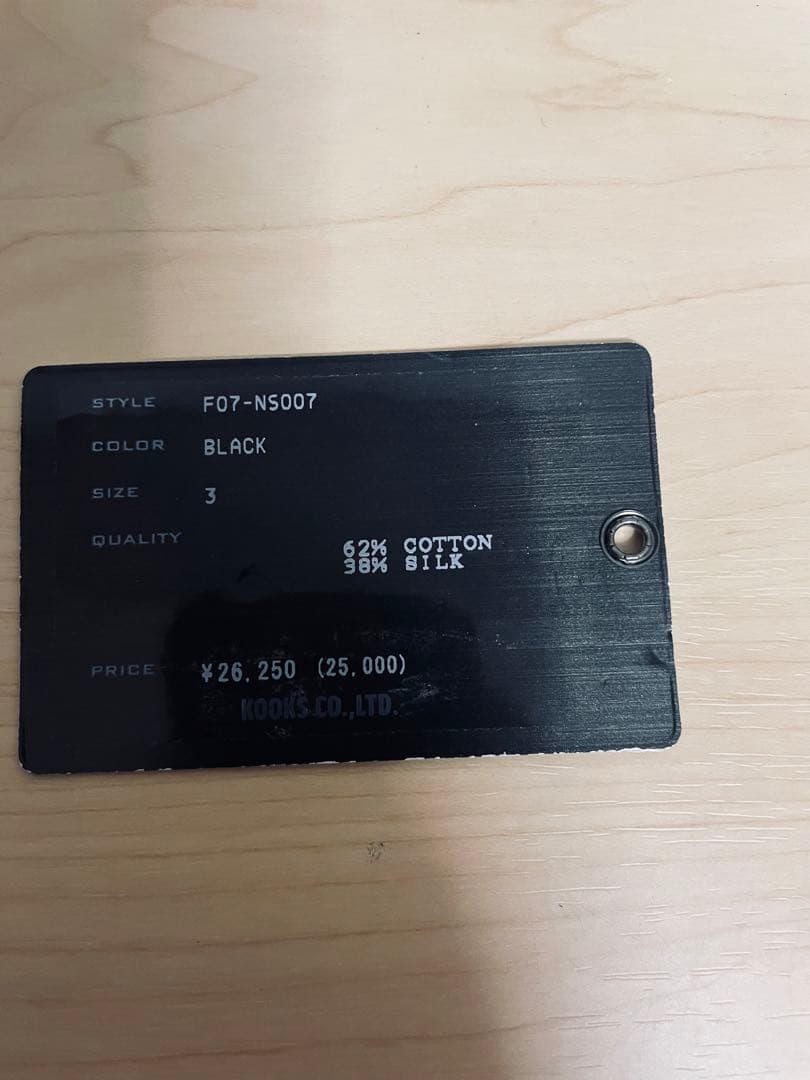 STYLE F07-NS007
COLOR BLACK
SIZE 3
QUALITY
62% COTTON
38% SILK
PRICE ¥26,250 (25,000)
KOOKS CO.,LTD.